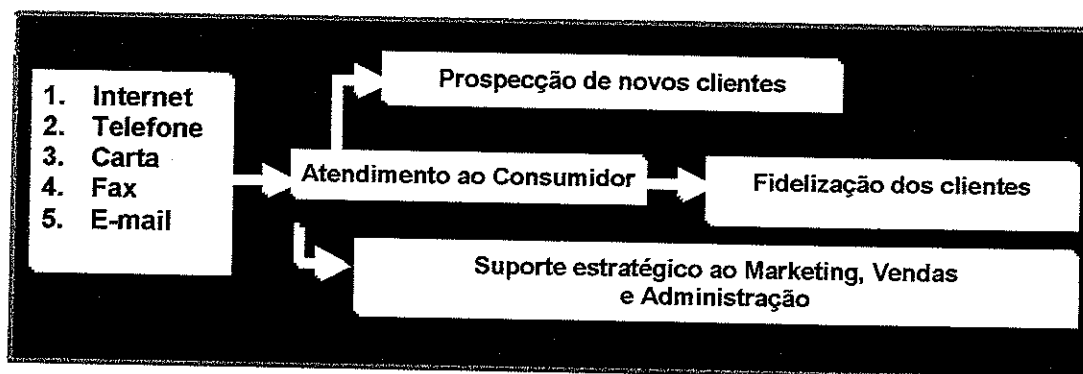 1. Internet
2. Telefone
3. Carta
4. Fax
5. E-mail
Prospecção de novos clientes
Atendimento ao Consumidor
Fidelização dos clientes
Suporte estratégico ao Marketing, Vendas
e Administração